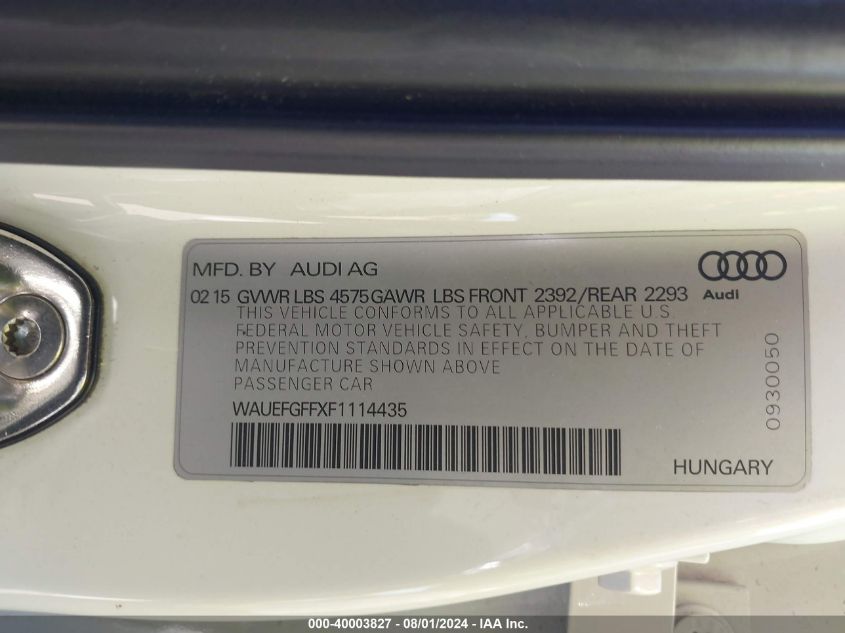 MFD. BY AUDI AG
Audi
02 15 GVWR LBS 4575 GAWR LBS FRONT 2392/REAR 2293
THIS VEHICLE CONFORMS TO ALL APPLICABLE U.S.
FEDERAL MOTOR VEHICLE SAFETY, BUMPER AND THEFT
PREVENTION STANDARDS IN EFFECT ON THE DATE OF
MANUFACTURE SHOWN ABOVE
PASSENGER CAR
WAUEFGFFXF1114435
HUNGARY
0930050
000-40003827 - 08/01/2024 - IAA Inc.